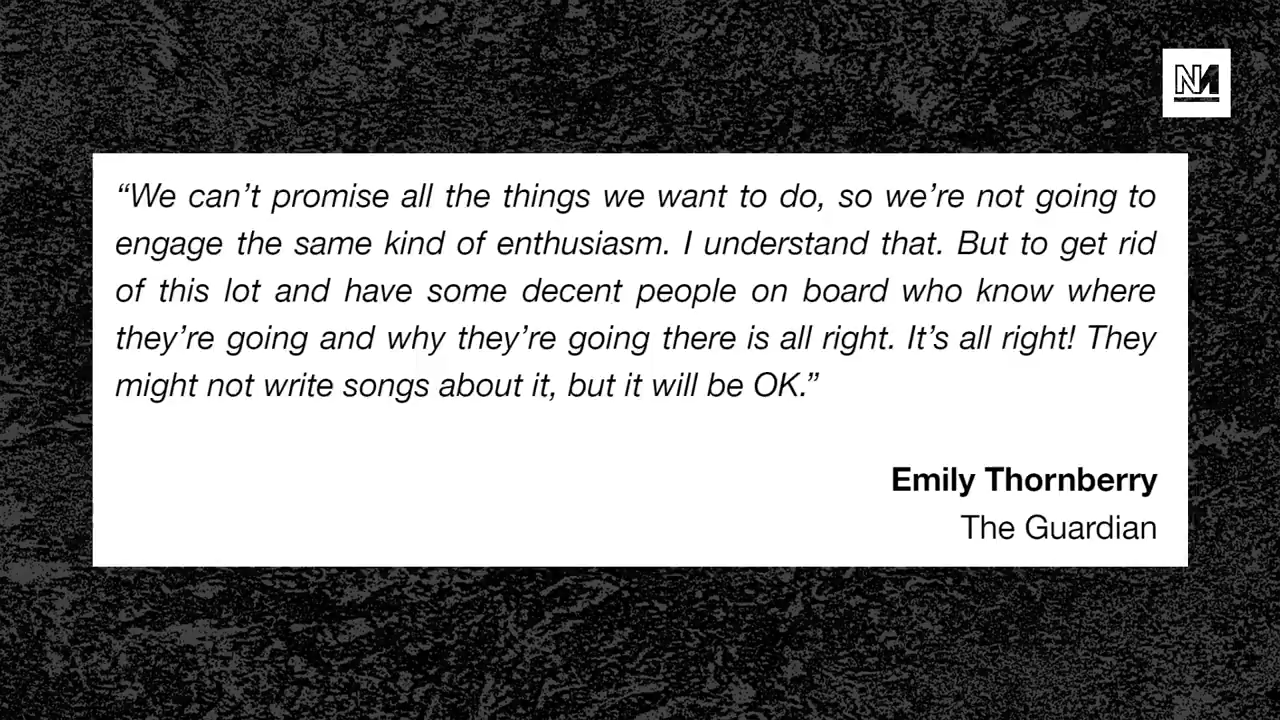 NM
“We can’t promise all the things we want to do, so we’re not going to
engage the same kind of enthusiasm. I understand that. But to get rid
of this lot and have some decent people on board who know where
they’re going and why they’re going there is all right. It’s all right! They
might not write songs about it, but it will be OK.”
Emily Thornberry
The Guardian